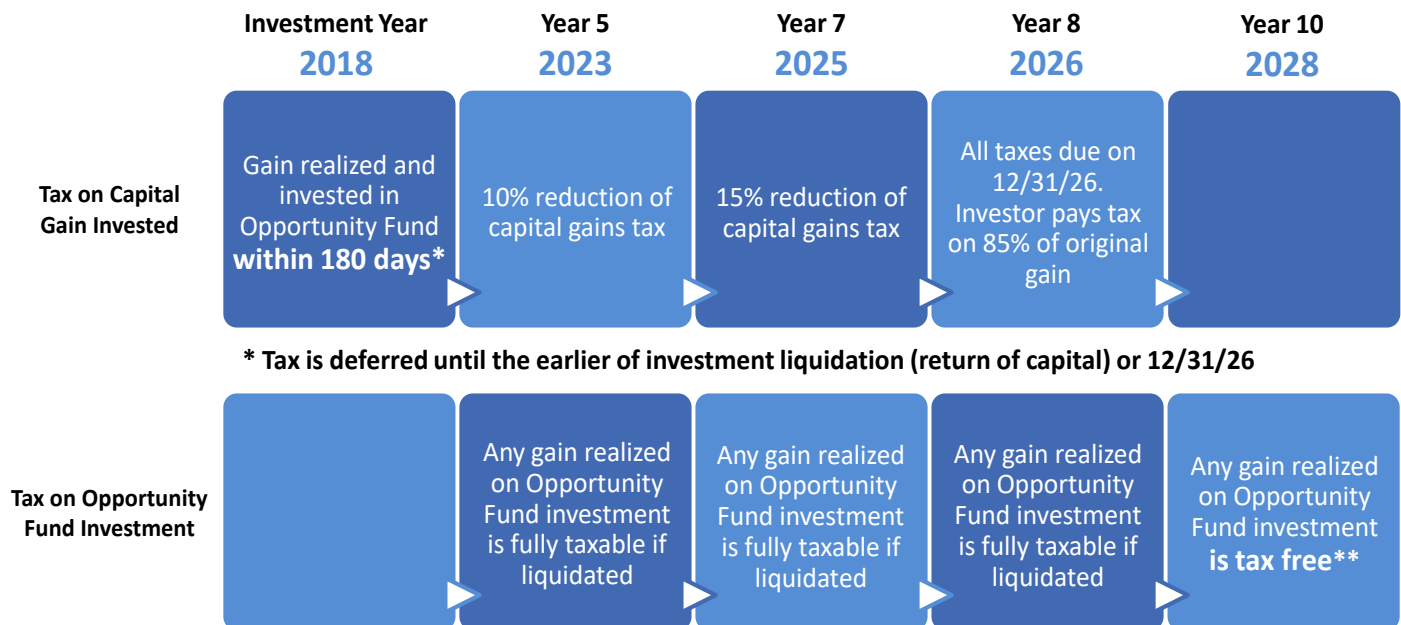 Investment Year
Year 5
Year 7
Year 8
Year 10
2018
2023
2025
2026
2028
Tax on Capital
Gain Invested
Gain realized and
invested in
Opportunity Fund
within 180 days*
10% reduction of
capital gains tax
15% reduction of
capital gains tax
All taxes due on
12/31/26.
Investor pays tax
on 85% of original
gain
* Tax is deferred until the earlier of investment liquidation (return of capital) or 12/31/26
Tax on Opportunity
Fund Investment
Any gain realized
on Opportunity
Fund investment
is fully taxable if
liquidated
Any gain realized
on Opportunity
Fund investment
is fully taxable if
liquidated
Any gain realized
on Opportunity
Fund investment
is fully taxable if
liquidated
Any gain realized
on Opportunity
Fund investment
is tax free**